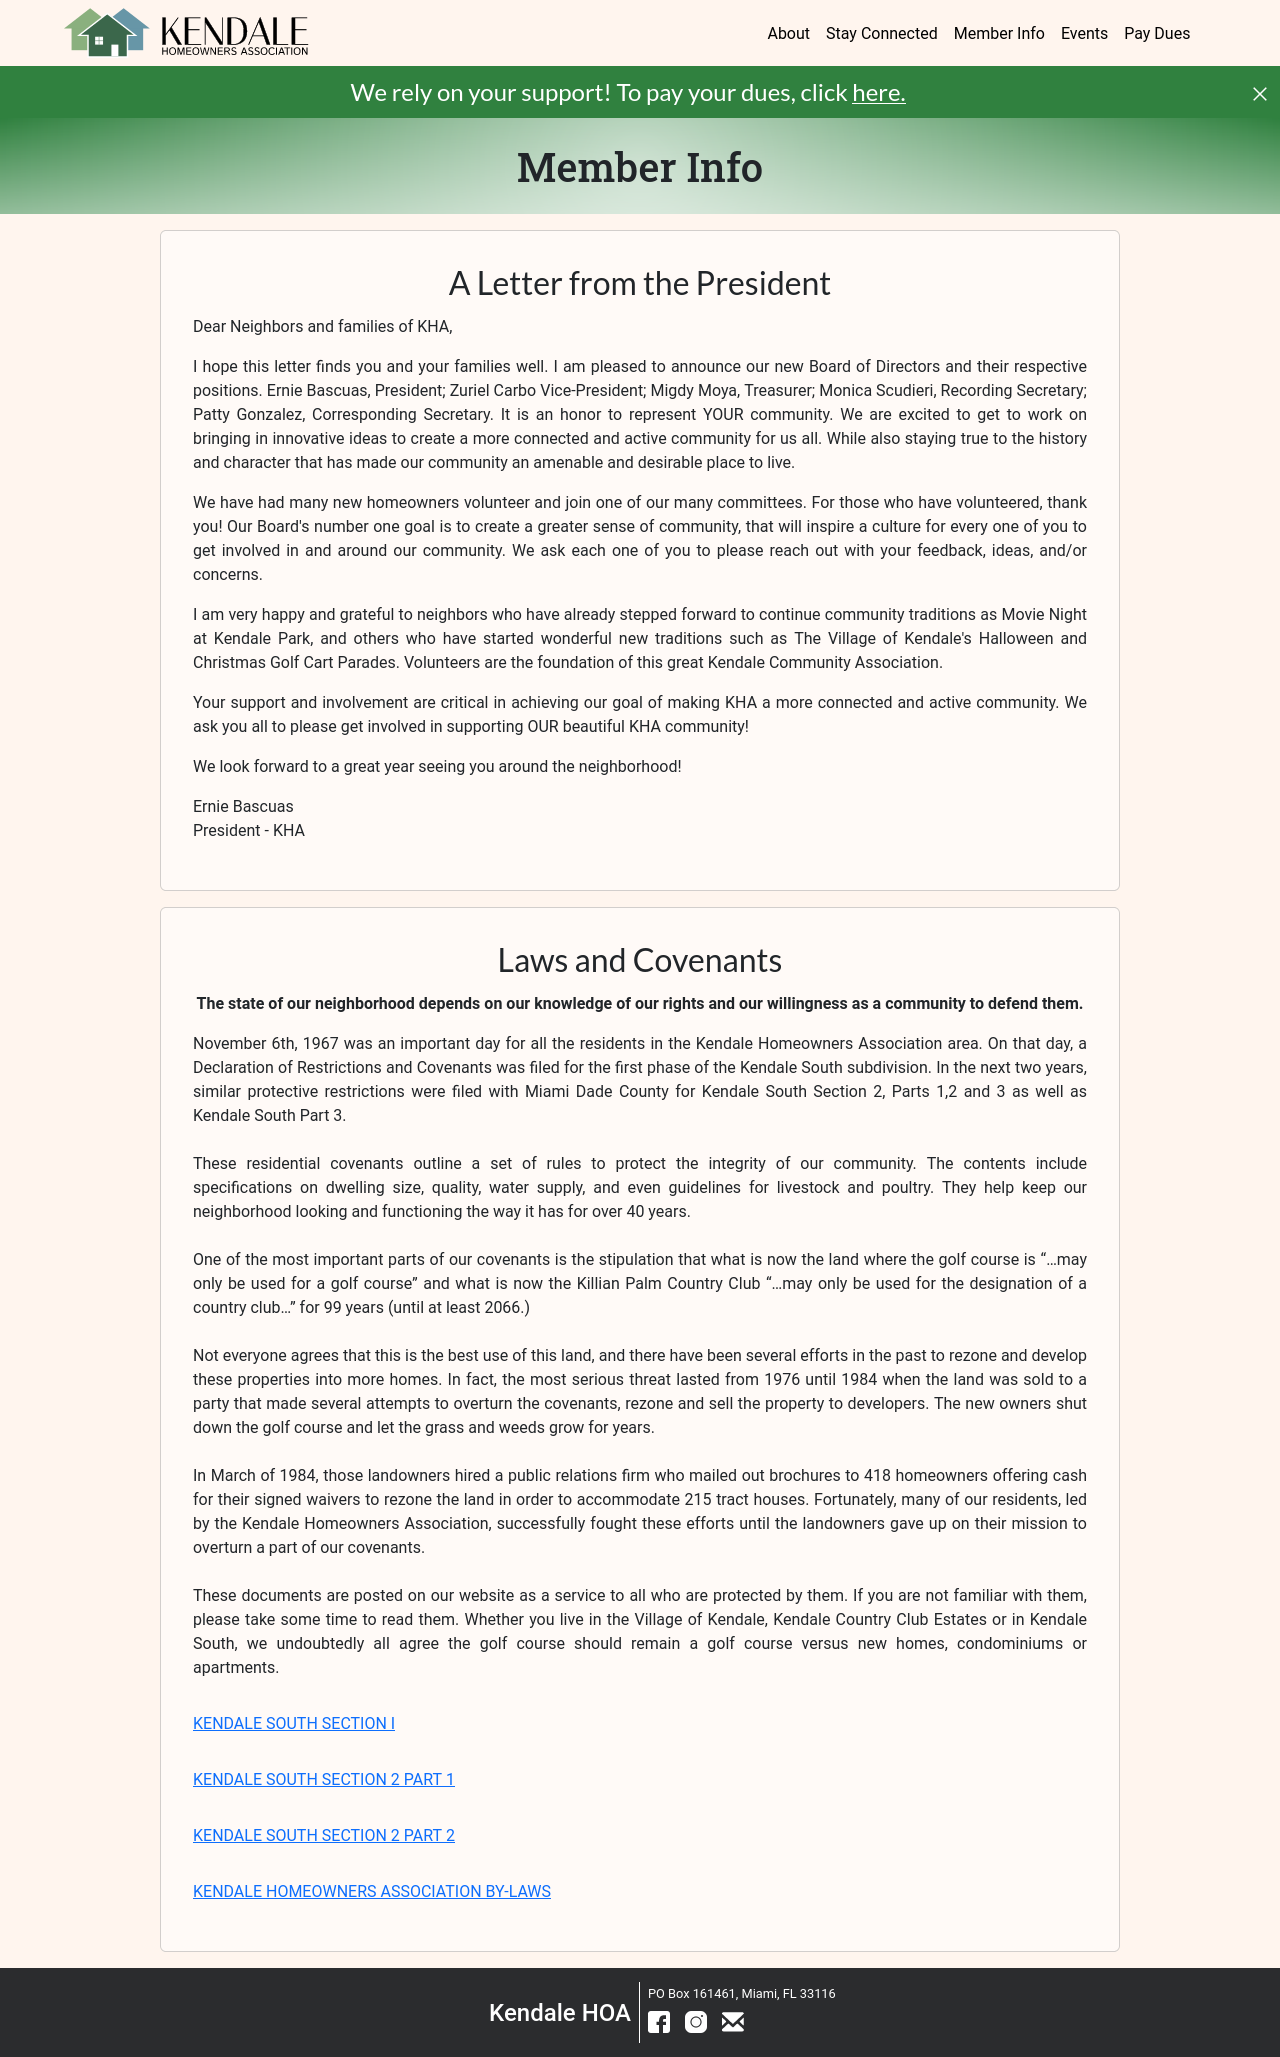 KENDALE
HOMEOWNERS ASSOCIATION
About Stay Connected Member Info Events Pay Dues
We rely on your support! To pay your dues, click here.
Member Info
A Letter from the President
Dear Neighbors and families of KHA,
I hope this letter finds you and your families well. I am pleased to announce our new Board of Directors and their respective
positions. Ernie Bascuas, President; Zuriel Carbo Vice-President; Migdy Moya, Treasurer; Monica Scudieri, Recording Secretary;
Patty Gonzalez, Corresponding Secretary. It is an honor to represent YOUR community. We are excited to get to work on
bringing in innovative ideas to create a more connected and active community for us all. While also staying true to the history
and character that has made our community an amenable and desirable place to live.
We have had many new homeowners volunteer and join one of our many committees. For those who have volunteered, thank
you! Our Board's number one goal is to create a greater sense of community, that will inspire a culture for every one of you to
get involved in and around our community. We ask each one of you to please reach out with your feedback, ideas, and/or
concerns.
I am very happy and grateful to neighbors who have already stepped forward to continue community traditions as Movie Night
at Kendale Park, and others who have started wonderful new traditions such as The Village of Kendale's Halloween and
Christmas Golf Cart Parades. Volunteers are the foundation of this great Kendale Community Association.
Your support and involvement are critical in achieving our goal of making KHA a more connected and active community. We
ask you all to please get involved in supporting OUR beautiful KHA community!
We look forward to a great year seeing you around the neighborhood!
Ernie Bascuas
President - KHA
Laws and Covenants
The state of our neighborhood depends on our knowledge of our rights and our willingness as a community to defend them.
November 6th, 1967 was an important day for all the residents in the Kendale Homeowners Association area. On that day, a
Declaration of Restrictions and Covenants was filed for the first phase of the Kendale South subdivision. In the next two years,
similar protective restrictions were filed with Miami Dade County for Kendale South Section 2, Parts 1,2 and 3 as well as
Kendale South Part 3.
These residential covenants outline a set of rules to protect the integrity of our community. The contents include
specifications on dwelling size, quality, water supply, and even guidelines for livestock and poultry. They help keep our
neighborhood looking and functioning the way it has for over 40 years.
One of the most important parts of our covenants is the stipulation that what is now the land where the golf course is “…may
only be used for a golf course” and what is now the Killian Palm Country Club “…may only be used for the designation of a
country club…” for 99 years (until at least 2066.)
Not everyone agrees that this is the best use of this land, and there have been several efforts in the past to rezone and develop
these properties into more homes. In fact, the most serious threat lasted from 1976 until 1984 when the land was sold to a
party that made several attempts to overturn the covenants, rezone and sell the property to developers. The new owners shut
down the golf course and let the grass and weeds grow for years.
In March of 1984, those landowners hired a public relations firm who mailed out brochures to 418 homeowners offering cash
for their signed waivers to rezone the land in order to accommodate 215 tract houses. Fortunately, many of our residents, led
by the Kendale Homeowners Association, successfully fought these efforts until the landowners gave up on their mission to
overturn a part of our covenants.
These documents are posted on our website as a service to all who are protected by them. If you are not familiar with them,
please take some time to read them. Whether you live in the Village of Kendale, Kendale Country Club Estates or in Kendale
South, we undoubtedly all agree the golf course should remain a golf course versus new homes, condominiums or
apartments.
KENDALE SOUTH SECTION I
KENDALE SOUTH SECTION 2 PART 1
KENDALE SOUTH SECTION 2 PART 2
KENDALE HOMEOWNERS ASSOCIATION BY-LAWS
Kendale HOA
PO Box 161461, Miami, FL 33116